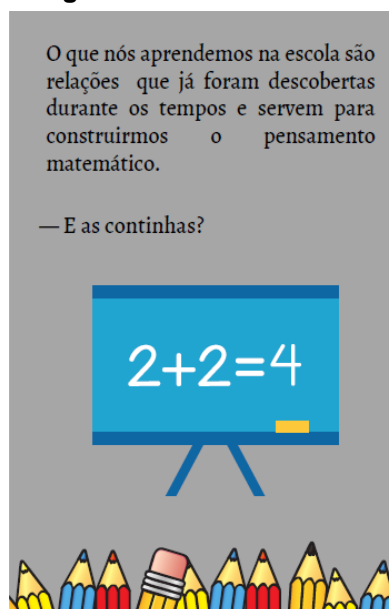 O que nós aprendemos na escola são
relações que já foram descobertas
durante os tempos e servem para
construirmos o pensamento
matemático.
— E as continhas?
2+2=4